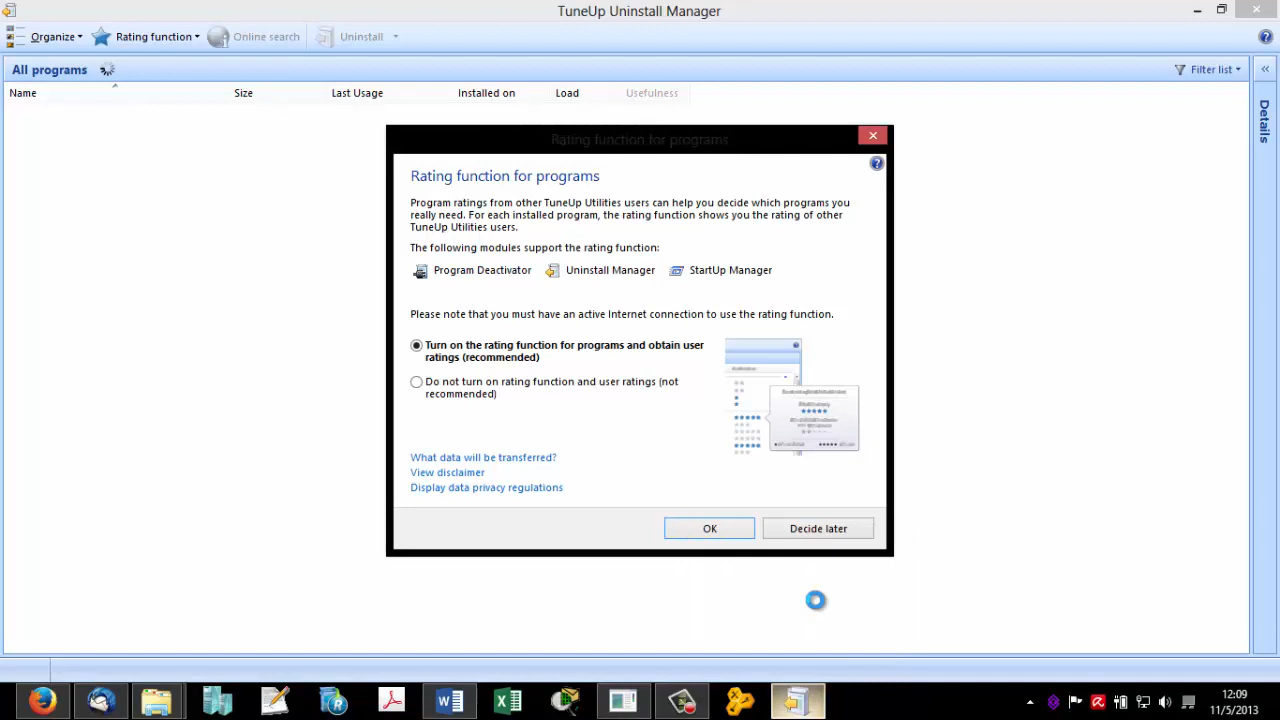 TuneUp Uninstall Manager
Organize Rating function Online search Uninstall
All programs Filter list
Name Size Last Usage Installed on Load Usefulness
Details
Rating function for programs
Rating function for programs
Program ratings from other TuneUp Utilities users can help you decide which programs you
really need. For each installed program, the rating function shows you the rating of other
TuneUp Utilities users.
The following modules support the rating function:
Program Deactivator Uninstall Manager StartUp Manager
Please note that you must have an active Internet connection to use the rating function.
Turn on the rating function for programs and obtain user
ratings (recommended)
Do not turn on rating function and user ratings (not
recommended)
What data will be transferred?
View disclaimer
Display data privacy regulations
OK Decide later
12:09
11/5/2013